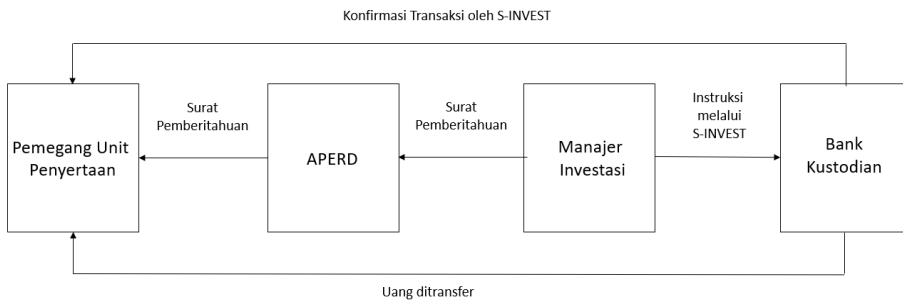 Konfirmasi Transaksi oleh S-INVEST
Pemegang Unit
Penyertaan
Surat
Pemberitahuan
APERD
Surat
Pemberitahuan
Manajer
Investasi
Instruksi
melalui
S-INVEST
Bank
Kustodian
Uang ditransfer